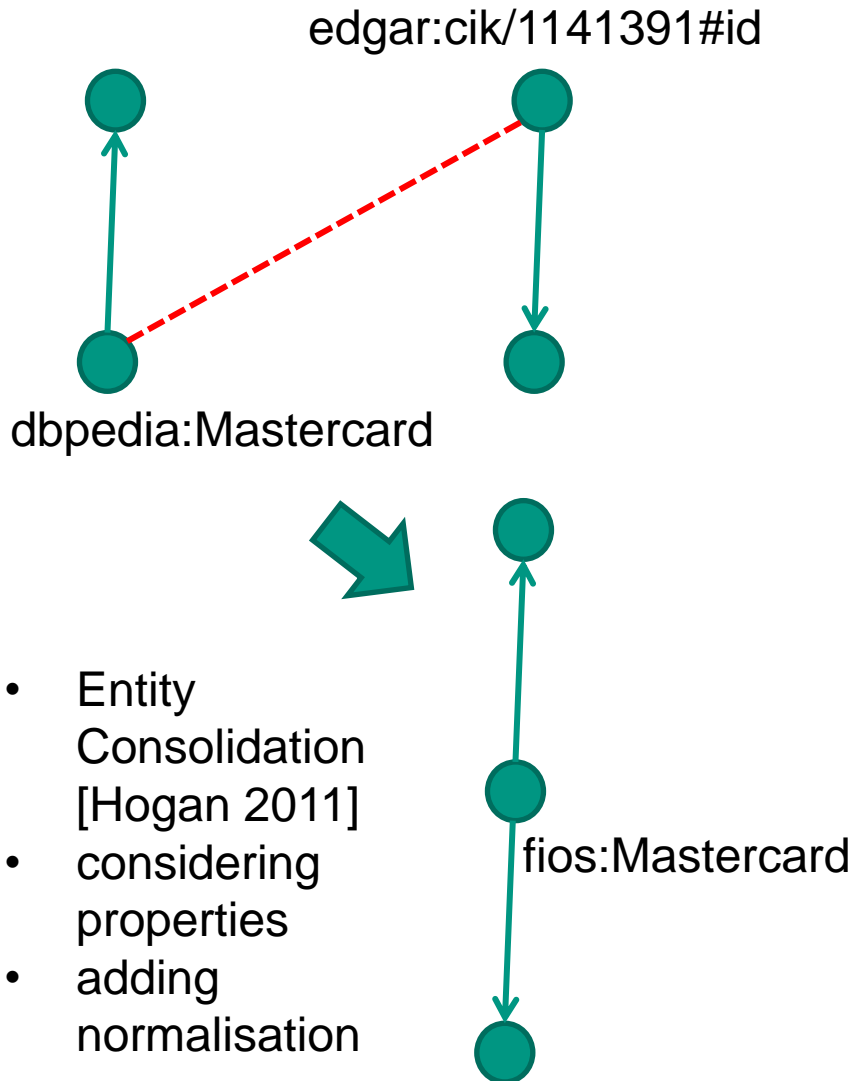 edgar:cik/1141391#id
dbpedia:Mastercard
• Entity
Consolidation
[Hogan 2011]
• considering
properties
• adding
normalisation
fios:Mastercard